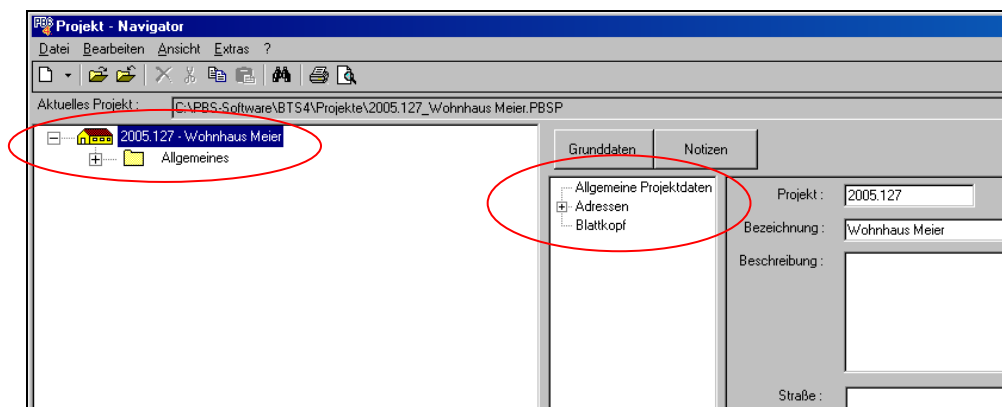 PBS Projekt - Navigator
Datei Bearbeiten Ansicht Extras ?
Aktuelles Projekt : C:\PBS-Software\BTS4\Projekte\2005.127_Wohnhaus Meier.PBSP
2005.127 - Wohnhaus Meier
Allgemeines
Grunddaten Notizen
Allgemeine Projektdaten
Adressen
Blattkopf
Projekt : 2005.127
Bezeichnung : Wohnhaus Meier
Beschreibung :
Straße :